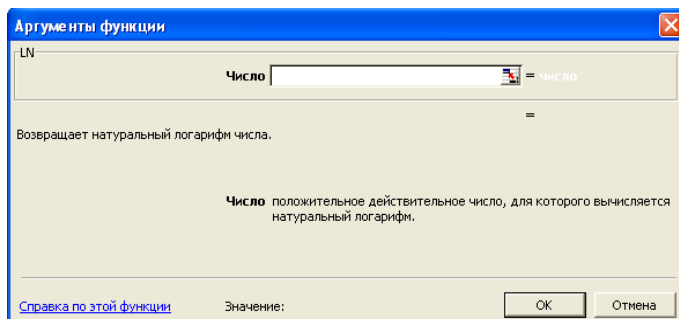 Аргументы функции
LN
Число = число
=
Возвращает натуральный логарифм числа.
Число положительное действительное число, для которого вычисляется
натуральный логарифм.
Справка по этой функции Значение: OK Отмена